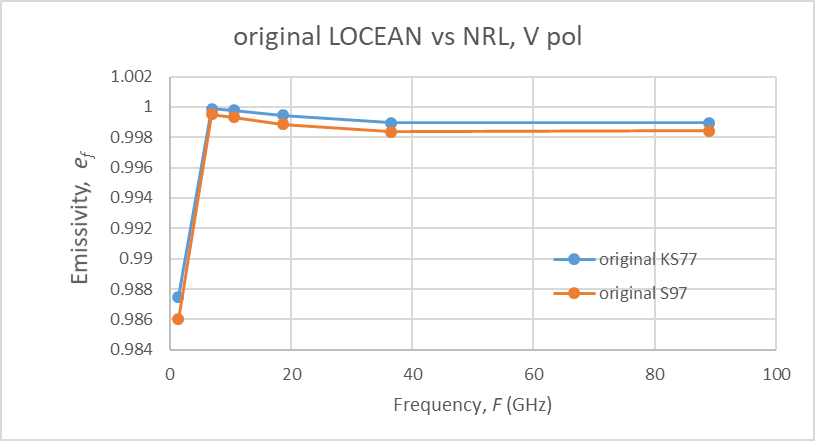 original LOCEAN vs NRL, V pol
1.002
1
0.998
0.996
0.994
0.992
0.99
0.988
0.986
0.984
Emissivity, ef
original KS77
original S97
0 20 40 60 80 100
Frequency, F (GHz)